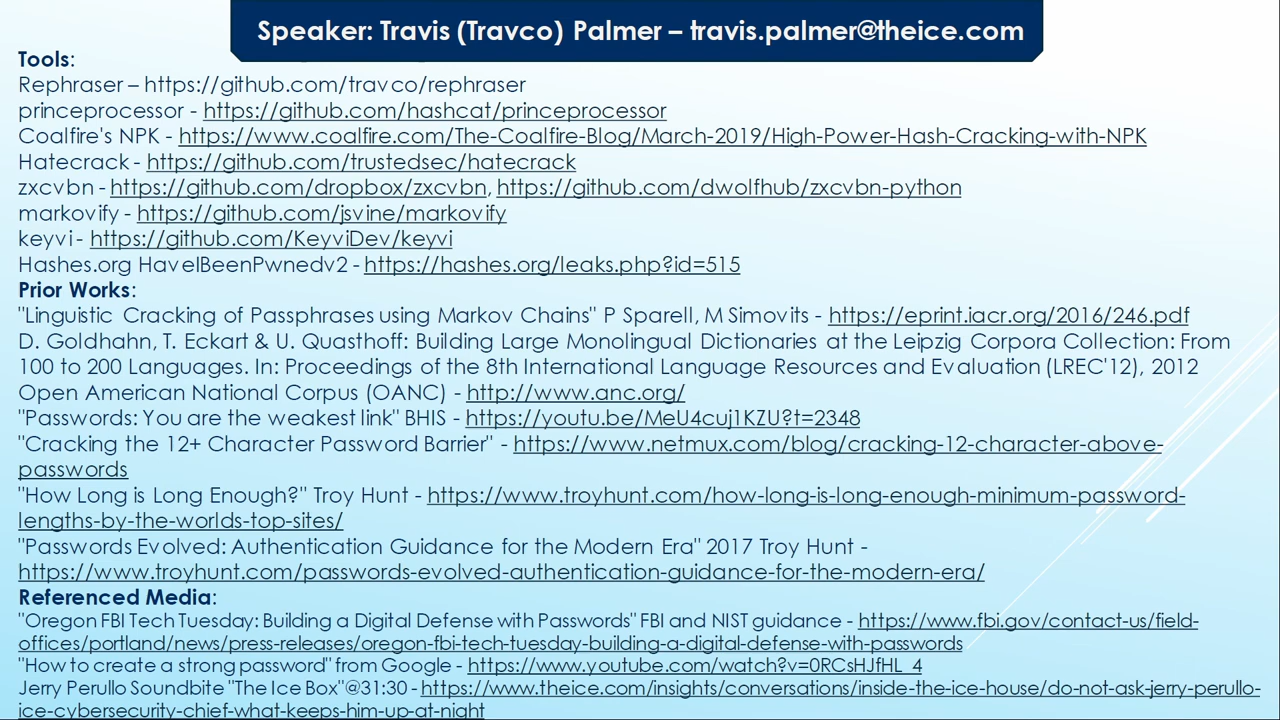 Speaker: Travis (Travco) Palmer – travis.palmer@theice.com
Tools:
Rephraser – https://github.com/travco/rephraser
princeprocessor - https://github.com/hashcat/princeprocessor
Coalfire's NPK - https://www.coalfire.com/The-Coalfire-Blog/March-2019/High-Power-Hash-Cracking-with-NPK
Hatecrack - https://github.com/trustedsec/hatecrack
zxcvbn - https://github.com/dropbox/zxcvbn, https://github.com/dwolfhub/zxcvbn-python
markovify - https://github.com/jsvine/markovify
keyvi - https://github.com/KeyviDev/keyvi
Hashes.org HaveIBeenPwnedv2 - https://hashes.org/leaks.php?id=515
Prior Works:
"Linguistic Cracking of Passphrases using Markov Chains" P Sparell, M Simovits - https://eprint.iacr.org/2016/246.pdf
D. Goldhahn, T. Eckart & U. Quasthoff: Building Large Monolingual Dictionaries at the Leipzig Corpora Collection: From
100 to 200 Languages. In: Proceedings of the 8th International Language Resources and Evaluation (LREC'12), 2012
Open American National Corpus (OANC) - http://www.anc.org/
"Passwords: You are the weakest link" BHIS - https://youtu.be/MeU4cuj1KZU?t=2348
"Cracking the 12+ Character Password Barrier" - https://www.netmux.com/blog/cracking-12-character-above-
passwords
"How Long is Long Enough?" Troy Hunt - https://www.troyhunt.com/how-long-is-long-enough-minimum-password-
lengths-by-the-worlds-top-sites/
"Passwords Evolved: Authentication Guidance for the Modern Era" 2017 Troy Hunt -
https://www.troyhunt.com/passwords-evolved-authentication-guidance-for-the-modern-era/
Referenced Media:
"Oregon FBI Tech Tuesday: Building a Digital Defense with Passwords" FBI and NIST guidance - https://www.fbi.gov/contact-us/field-
offices/portland/news/press-releases/oregon-fbi-tech-tuesday-building-a-digital-defense-with-passwords
"How to create a strong password" from Google - https://www.youtube.com/watch?v=0RCsHJfHL_4
Jerry Perullo Soundbite "The Ice Box"@31:30 - https://www.theice.com/insights/conversations/inside-the-ice-house/do-not-ask-jerry-perullo-
ice-cybersecurity-chief-what-keeps-him-up-at-night